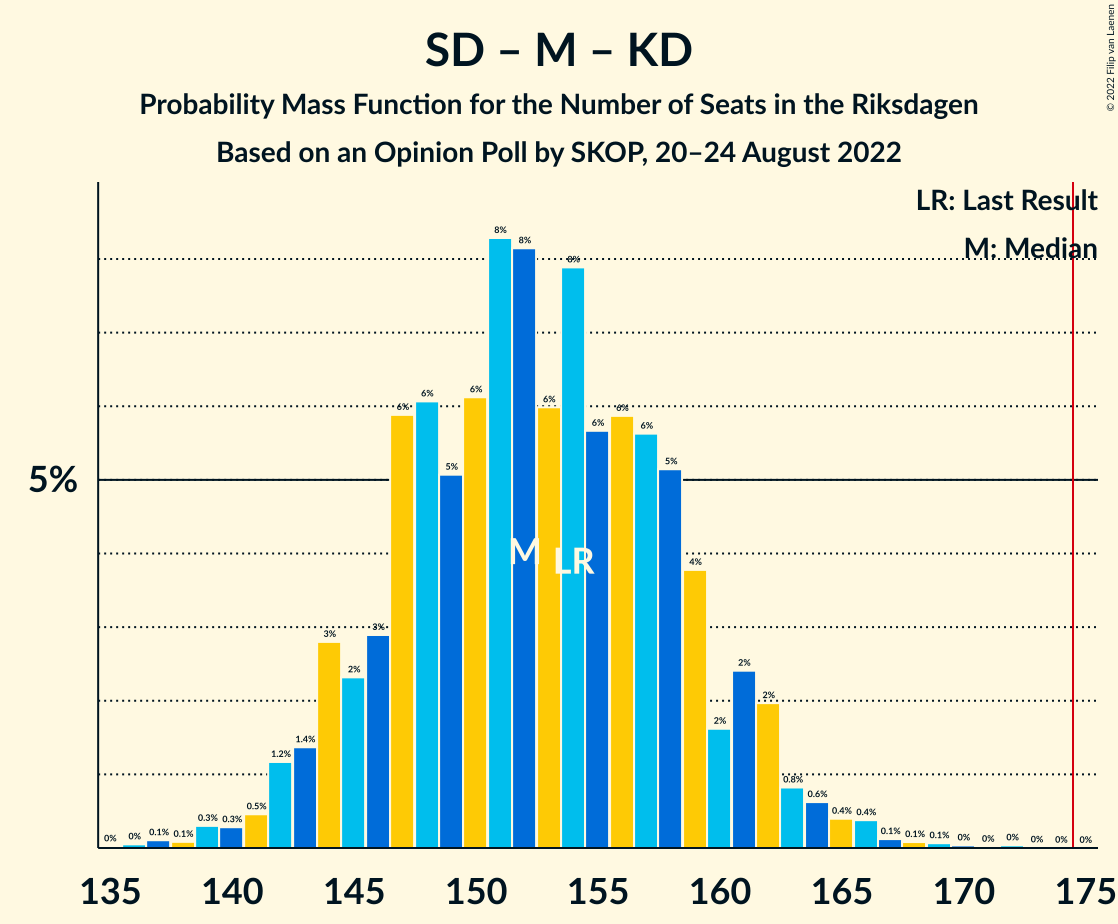 SD – M – KD
Probability Mass Function for the Number of Seats in the Riksdagen
Based on an Opinion Poll by SKOP, 20–24 August 2022
© 2022 Filip van Laenen
LR: Last Result
M: Median
5%
0% 0% 0.1% 0.1% 0.3% 0.3% 0.5% 1.2% 1.4% 3% 2% 3% 6% 6% 5% 6% 8% 8% 6% 8% 6% 6% 6% 5% 4% 2% 2% 2% 0.8% 0.6% 0.4% 0.4% 0.1% 0.1% 0.1% 0% 0% 0% 0% 0% 0%
M LR
135 140 145 150 155 160 165 170 175